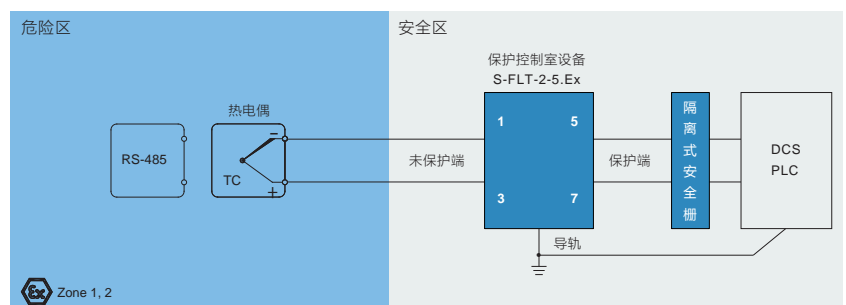 危险区
安全区
保护控制室设备
S-FLT-2-5.Ex
热电偶
RS-485
−
TC
+
未保护端
1
5
3
7
保护端
隔离式安全栅
DCS
PLC
导轨
Ex
Zone 1, 2